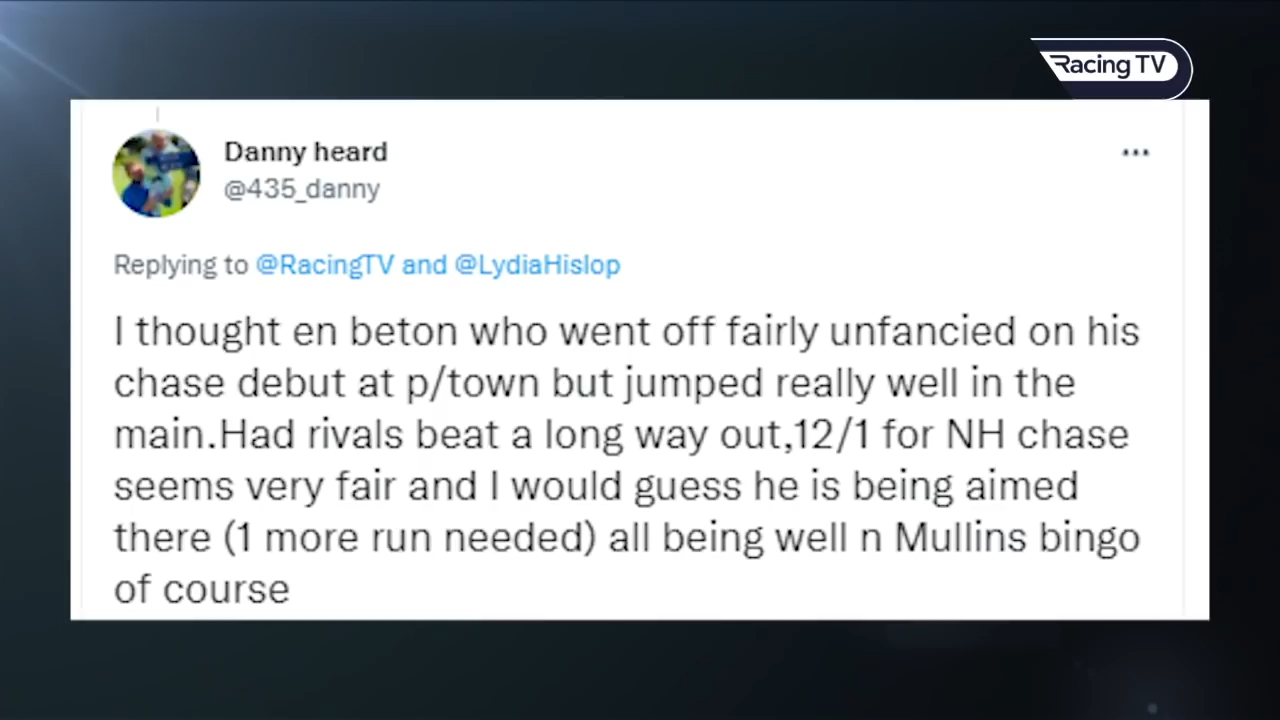 Racing TV
Danny heard
@435_danny
Replying to @RacingTV and @LydiaHislop
I thought en beton who went off fairly unfancied on his
chase debut at p/town but jumped really well in the
main.Had rivals beat a long way out,12/1 for NH chase
seems very fair and I would guess he is being aimed
there (1 more run needed) all being well n Mullins bingo
of course